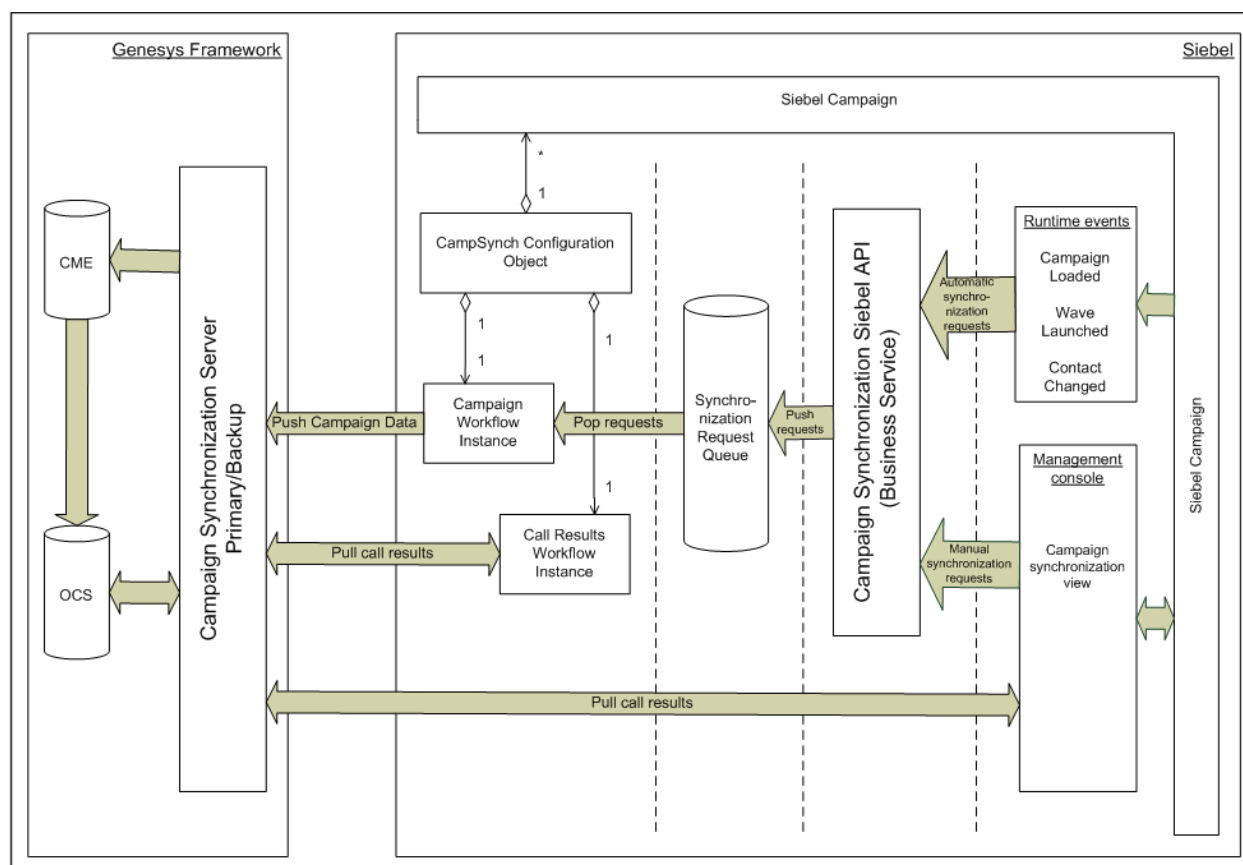 Genesys Framework
Siebel
Siebel Campaign
*
1
CampSynch Configuration
Object
1
1
1
1
CME
OCS
Campaign Synchronization Server
Primary/Backup
Push Campaign Data
Campaign
Workflow
Instance
Pop requests
Synchro-
nization
Request
Queue
Push
requests
Campaign Synchronization Siebel API
(Business Service)
Automatic
synchro-
nization
requests
Runtime events
Campaign
Loaded
Wave
Launched
Contact
Changed
Pull call results
Call Results
Workflow
Instance
Manual
synchronization
requests
Management
console
Campaign
synchronization
view
Siebel Campaign
Pull call results